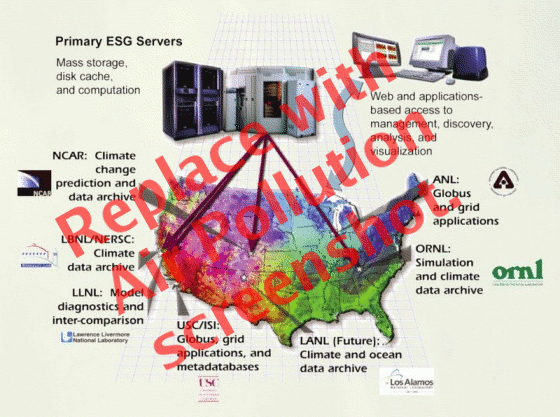 Primary ESG Servers
Mass storage,
disk cache,
and computation
Web and applications-
based access to
management, discovery,
analysis, and
visualization
NCAR: Climate
change
prediction and
data archive
NCAR
ANL:
Globus
and grid
applications
LBNL/NERSC:
Climate
data archive
ORNL:
Simulation
and climate
data archive
ornl
LLNL: Model
diagnostics and
inter-comparison
Lawrence Livermore
National Laboratory
USC/ISI:
Globus, grid
applications, and
metadatabases
USC
LANL (Future):
Climate and ocean
data archive
Los Alamos
Replace with
Air Pollution
screenshot.